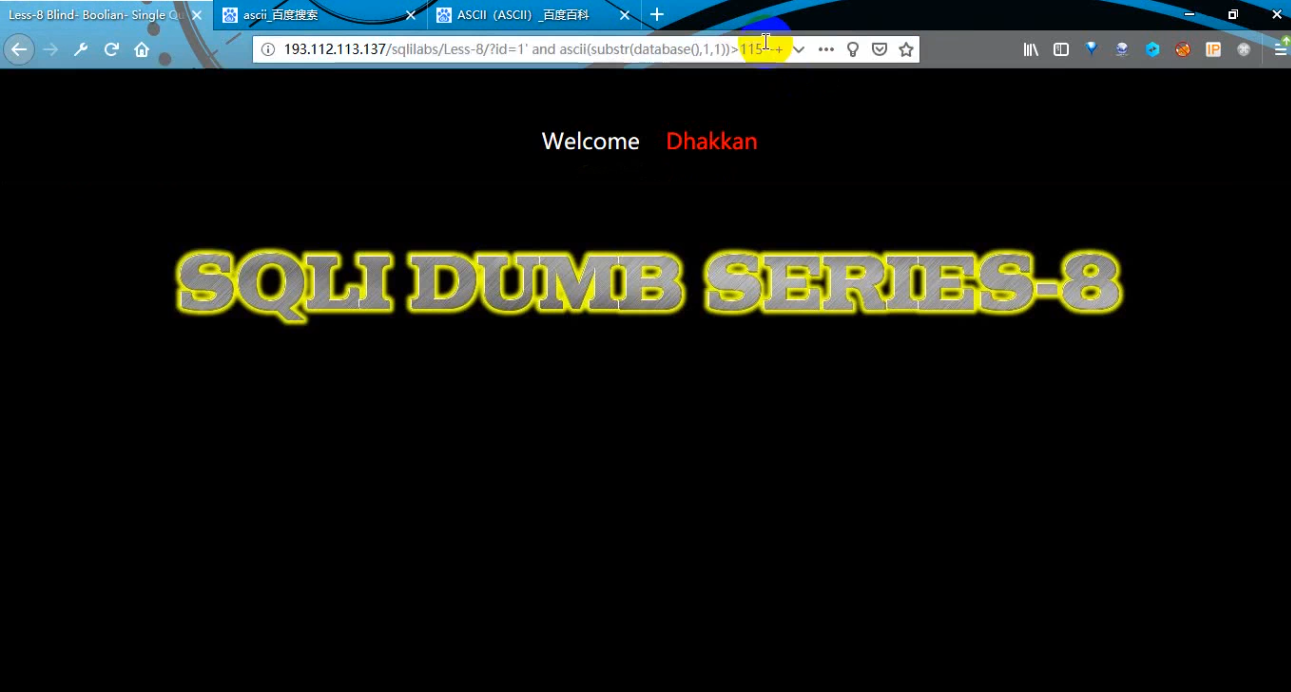 Less-8 Blind- Boolian- Single Qu
ascii_百度搜索
ASCII（ASCII）_百度百科
193.112.113.137/sqlilabs/Less-8/?id=1' and ascii(substr(database(),1,1))>115--+
IP
Welcome Dhakkan
SQLI DUMB SERIES-8